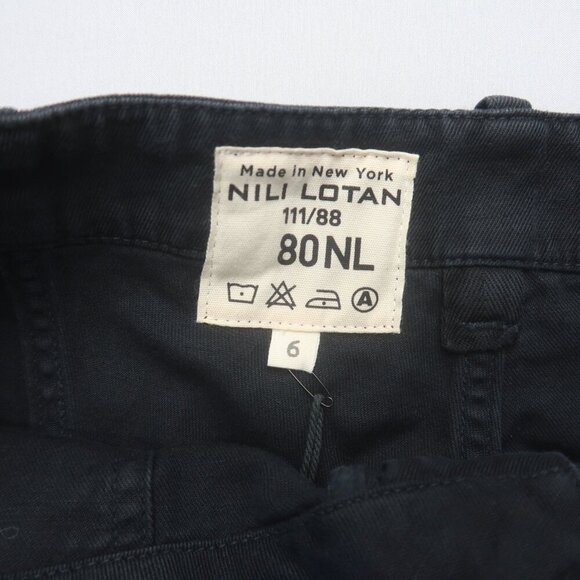 Made in New York
NILI LOTAN
111/88
80NL
A
6